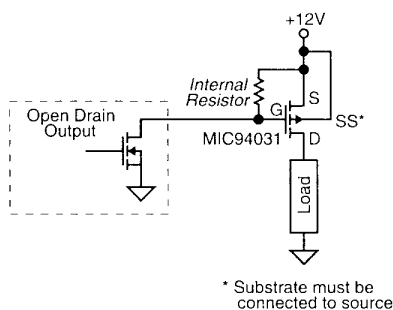 +12V
Internal
Resistor
G
S
SS*
D
MIC94031
Open Drain
Output
Load
* Substrate must be
connected to source